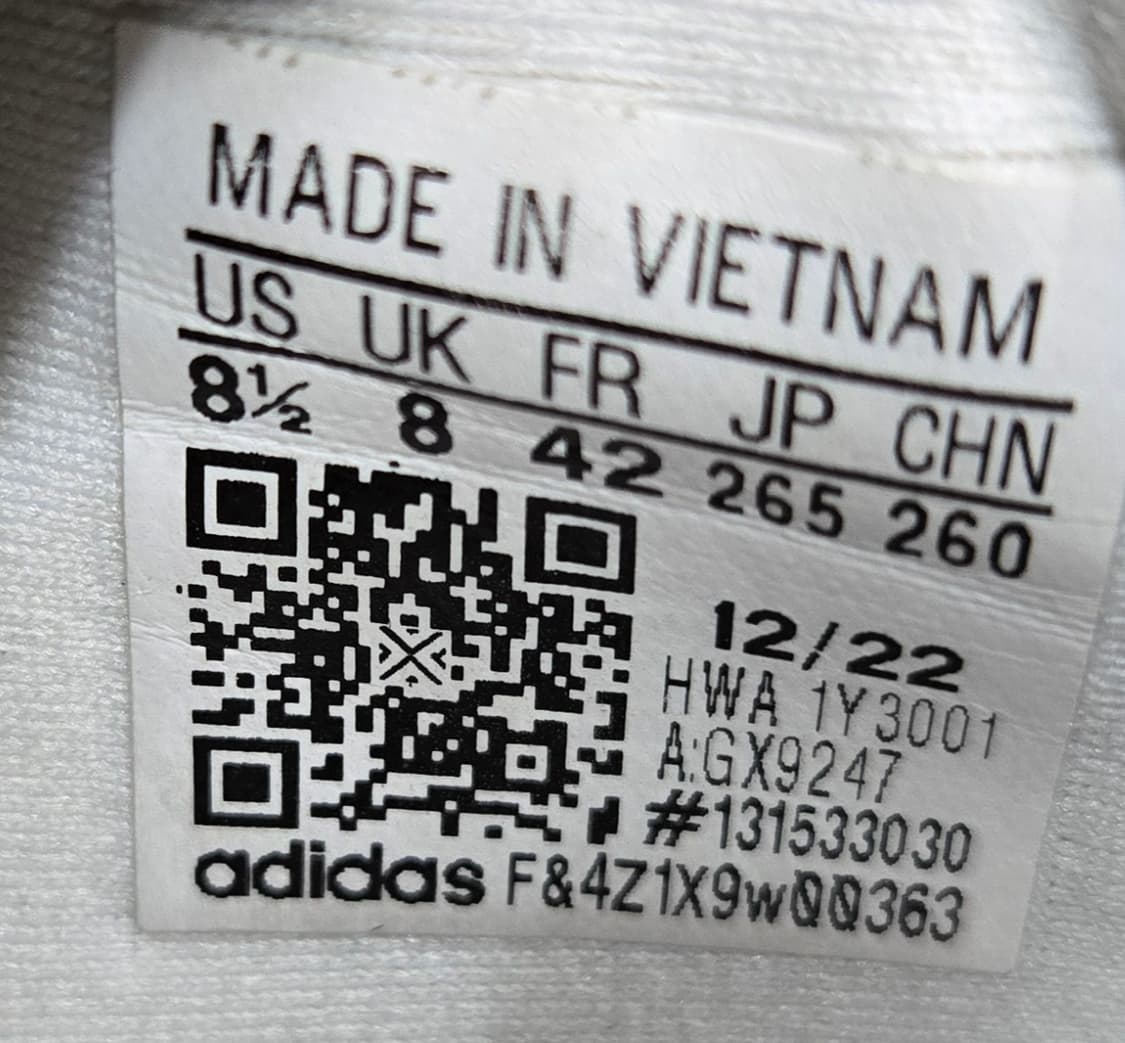 MADE IN VIETNAM
US UK FR JP CHN
8½ 8 42 265 260
12/22
HWA 1Y3001
A:GX9247
#131533030
adidas F&4Z1X9w00363